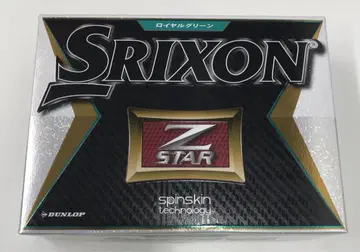 ロイヤルグリーン
SRIXON
Z
STAR
spinskin
technology
DUNLOP